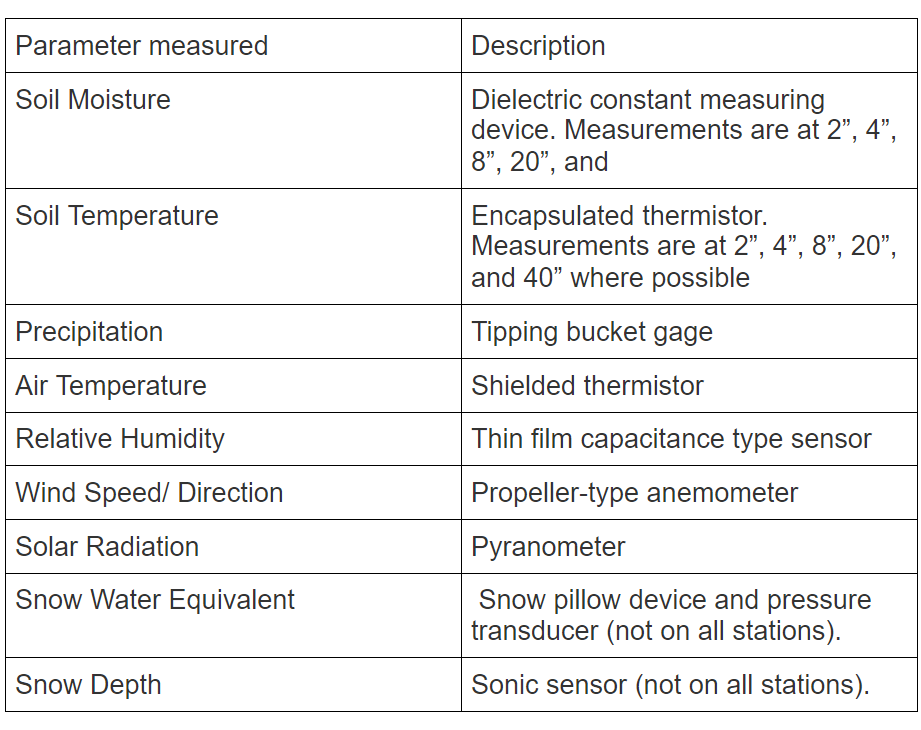 Parameter measured
Description
Soil Moisture
Dielectric constant measuring
device. Measurements are at 2”, 4”,
8”, 20”, and
Soil Temperature
Encapsulated thermistor.
Measurements are at 2”, 4”, 8”, 20”,
and 40” where possible
Precipitation
Tipping bucket gage
Air Temperature
Shielded thermistor
Relative Humidity
Thin film capacitance type sensor
Wind Speed/ Direction
Propeller-type anemometer
Solar Radiation
Pyranometer
Snow Water Equivalent
Snow pillow device and pressure
transducer (not on all stations).
Snow Depth
Sonic sensor (not on all stations).